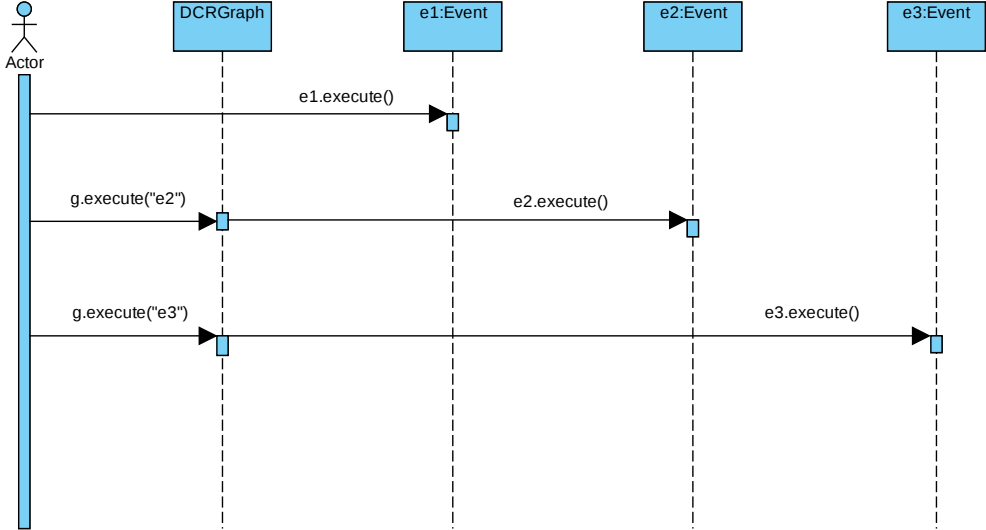 DCRGraph
e1:Event
e2:Event
e3:Event
Actor
e1.execute()
g.execute("e2")
e2.execute()
g.execute("e3")
e3.execute()